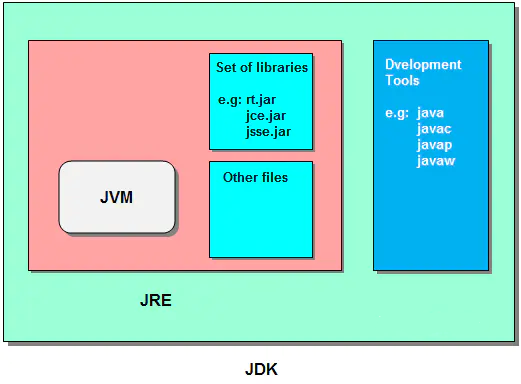 Set of libraries
e.g: rt.jar
jce.jar
jsse.jar
Dvelopment
Tools
e.g: java
javac
javap
javaw
JVM
Other files
JRE
JDK